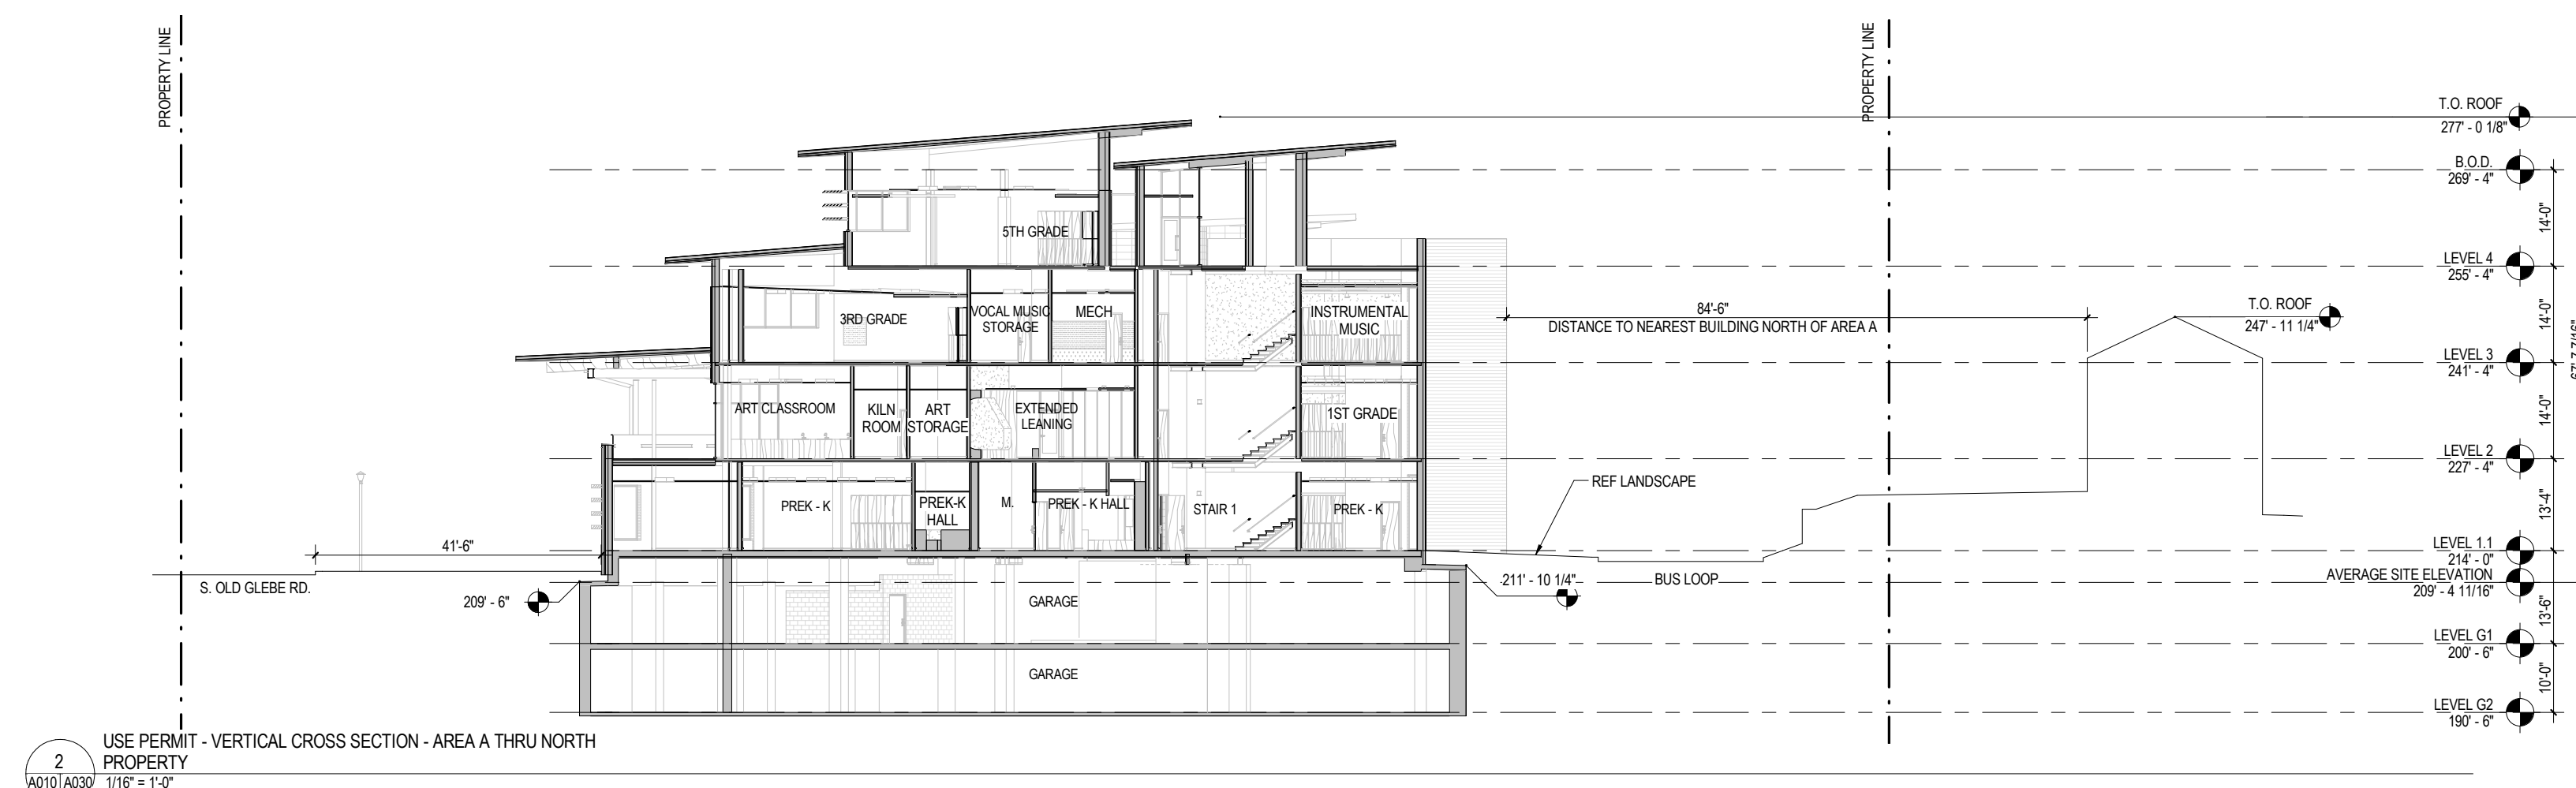 PROPERTY LINE
PROPERTY LINE
T.O. ROOF
277' - 0 1/8"
B.O.D.
269' - 4"
14'-0"
5TH GRADE
LEVEL 4
255' - 4"
14'-0"
3RD GRADE
VOCAL MUSIC
STORAGE
MECH
INSTRUMENTAL
MUSIC
84'-6"
DISTANCE TO NEAREST BUILDING NORTH OF AREA A
T.O. ROOF
247' - 11 1/4"
67'-7 7/16"
LEVEL 3
241' - 4"
14'-0"
ART CLASSROOM
KILN
ROOM
ART
STORAGE
EXTENDED
LEANING
1ST GRADE
LEVEL 2
227' - 4"
13'-4"
REF LANDSCAPE
PREK - K
PREK-K
HALL
M.
PREK - K HALL
STAIR 1
PREK - K
41'-6"
LEVEL 1.1
214' - 0"
S. OLD GLEBE RD.
209' - 6"
211' - 10 1/4"
BUS LOOP
AVERAGE SITE ELEVATION
209' - 4 11/16"
13'-6"
GARAGE
LEVEL G1
200' - 6"
10'-0"
GARAGE
LEVEL G2
190' - 6"
2
A010 A030
USE PERMIT - VERTICAL CROSS SECTION - AREA A THRU NORTH
PROPERTY
1/16" = 1'-0"